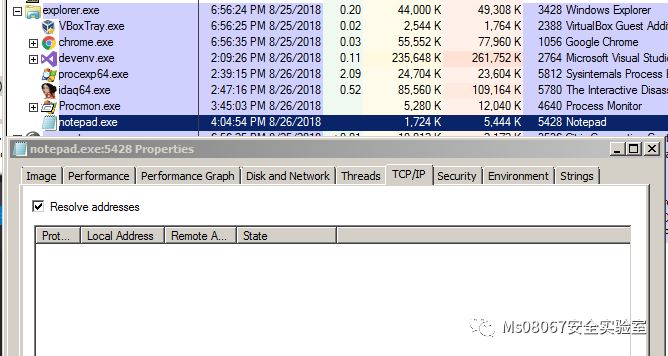 explorer.exe 6:56:24 PM 8/25/2018 0.20 44,000 K 49,308 K 3428 Windows Explorer
VBoxTray.exe 6:56:34 PM 8/25/2018 0.02 2,544 K 1,764 K 2388 VirtualBox Guest Addit
chrome.exe 6:56:34 PM 8/25/2018 0.03 55,552 K 77,960 K 1056 Google Chrome
devenv.exe 2:09:26 PM 8/26/2018 0.11 235,648 K 261,752 K 2764 Microsoft Visual Studio
procexp64.exe 2:39:15 PM 8/26/2018 2.09 24,704 K 23,604 K 5812 Sysinternals Process E
idaq64.exe 2:47:16 PM 8/26/2018 0.52 85,560 K 109,164 K 5780 The Interactive Disass
Procmon.exe 3:45:03 PM 8/26/2018 5,280 K 12,040 K 4640 Process Monitor
notepad.exe 4:04:54 PM 8/26/2018 1,724 K 5,444 K 5428 Notepad
notepad.exe:5428 Properties
Image Performance Performance Graph Disk and Network Threads TCP/IP Security Environment Strings
Resolve addresses
Prot... Local Address Remote A... State
Ms08067安全实验室